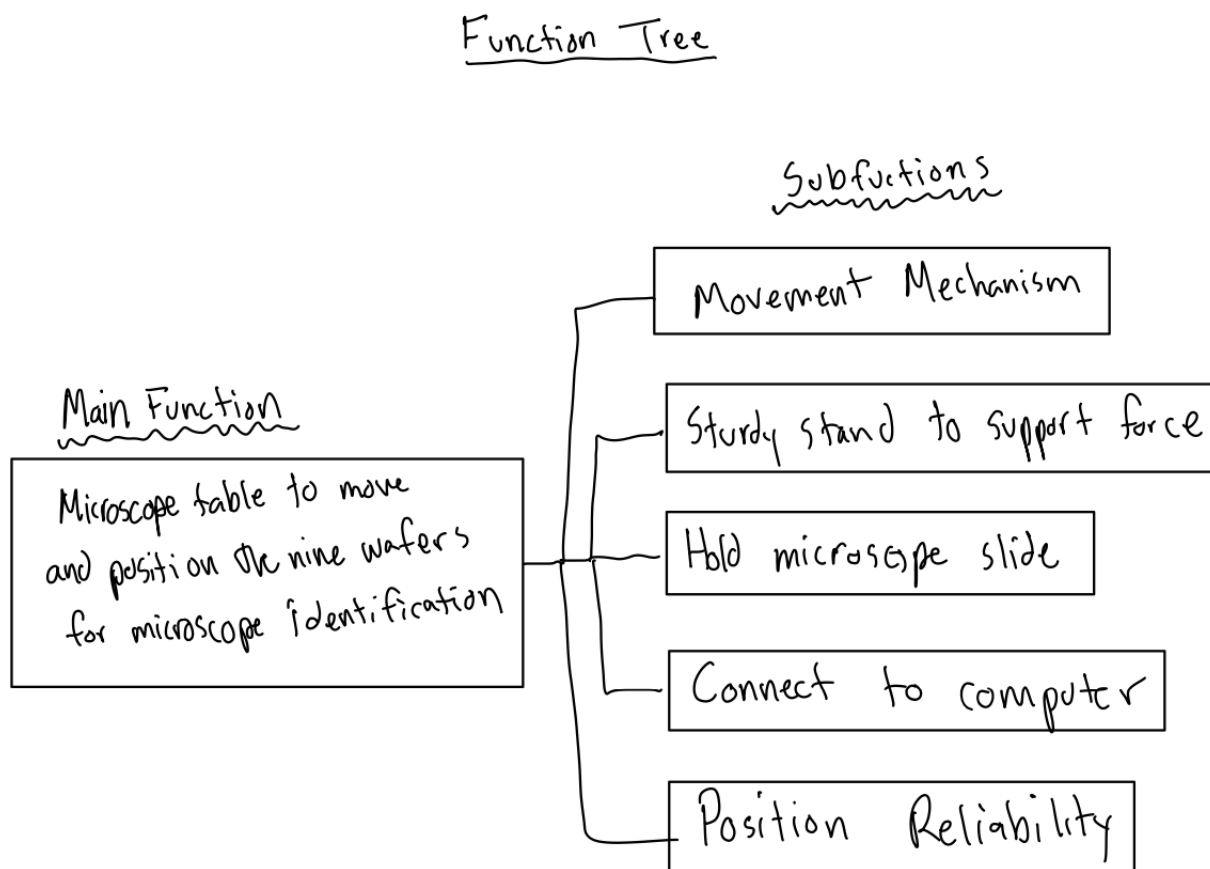 Function Tree
Subfuctions
Movement Mechanism
Sturdy stand to support force
Main Function
Microscope table to move
and position the nine wafers
for microscope identification
Hold microscope slide
Connect to computer
Position Reliability